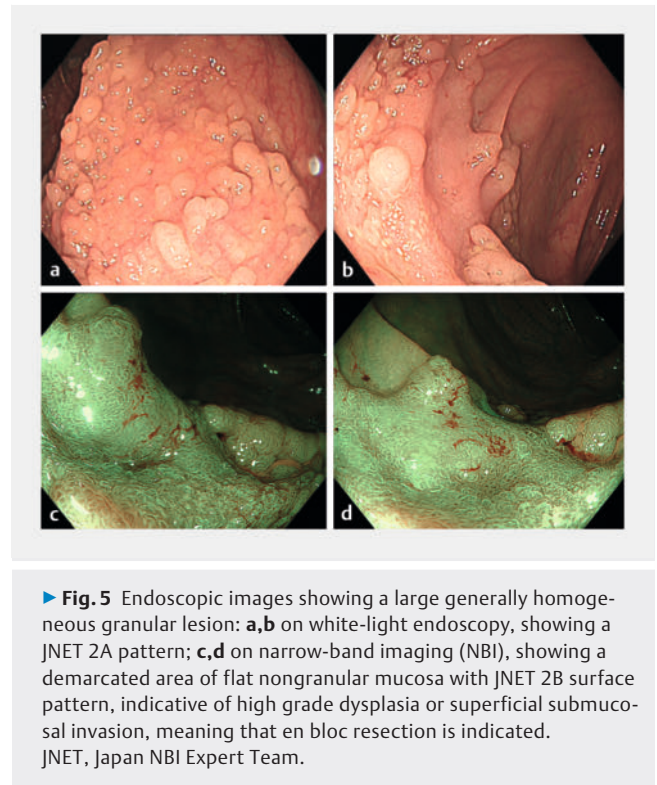 a
b
c
d
▶ Fig. 5 Endoscopic images showing a large generally homoge-
neous granular lesion: a,b on white-light endoscopy, showing a
JNET 2A pattern; c,d on narrow-band imaging (NBI), showing a
demarcated area of flat nongranular mucosa with JNET 2B surface
pattern, indicative of high grade dysplasia or superficial submuco-
sal invasion, meaning that en bloc resection is indicated.
JNET, Japan NBI Expert Team.